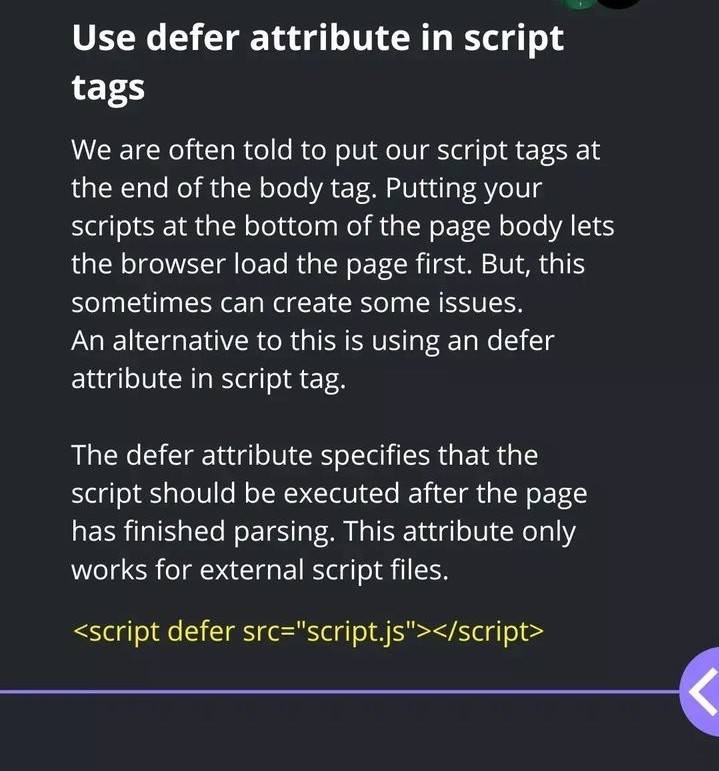 Use defer attribute in script
tags
We are often told to put our script tags at
the end of the body tag. Putting your
scripts at the bottom of the page body lets
the browser load the page first. But, this
sometimes can create some issues.
An alternative to this is using an defer
attribute in script tag.
The defer attribute specifies that the
script should be executed after the page
has finished parsing. This attribute only
works for external script files.
<script defer src="script.js"></script>